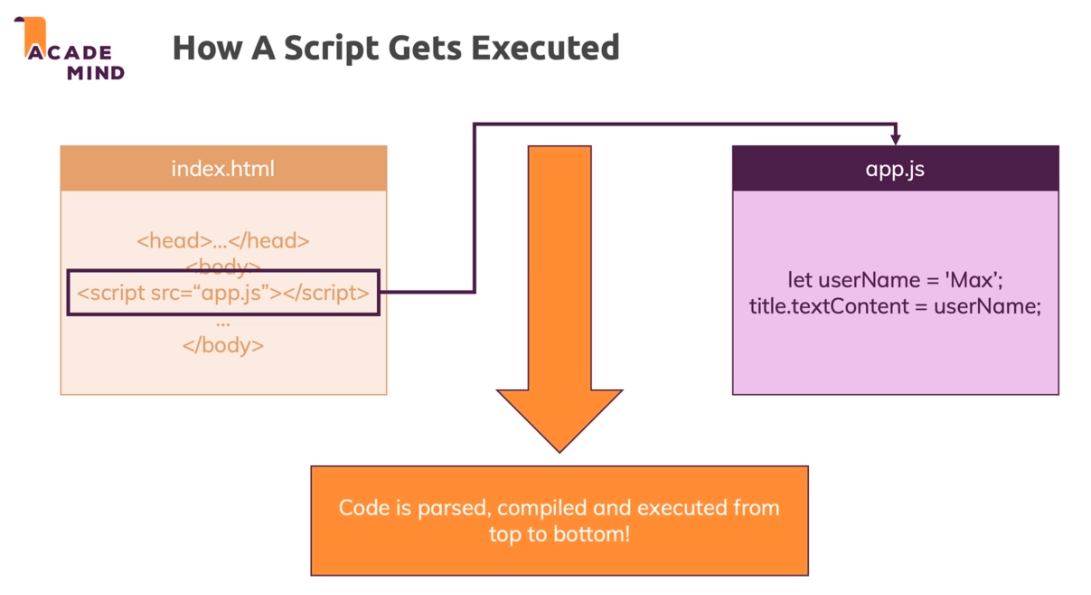 ACADE
MIND
How A Script Gets Executed
index.html
<head>...</head>
<body>
<script src=“app.js”></script>
...
</body>
app.js
let userName = 'Max’;
title.textContent = userName;
Code is parsed, compiled and executed from
top to bottom!